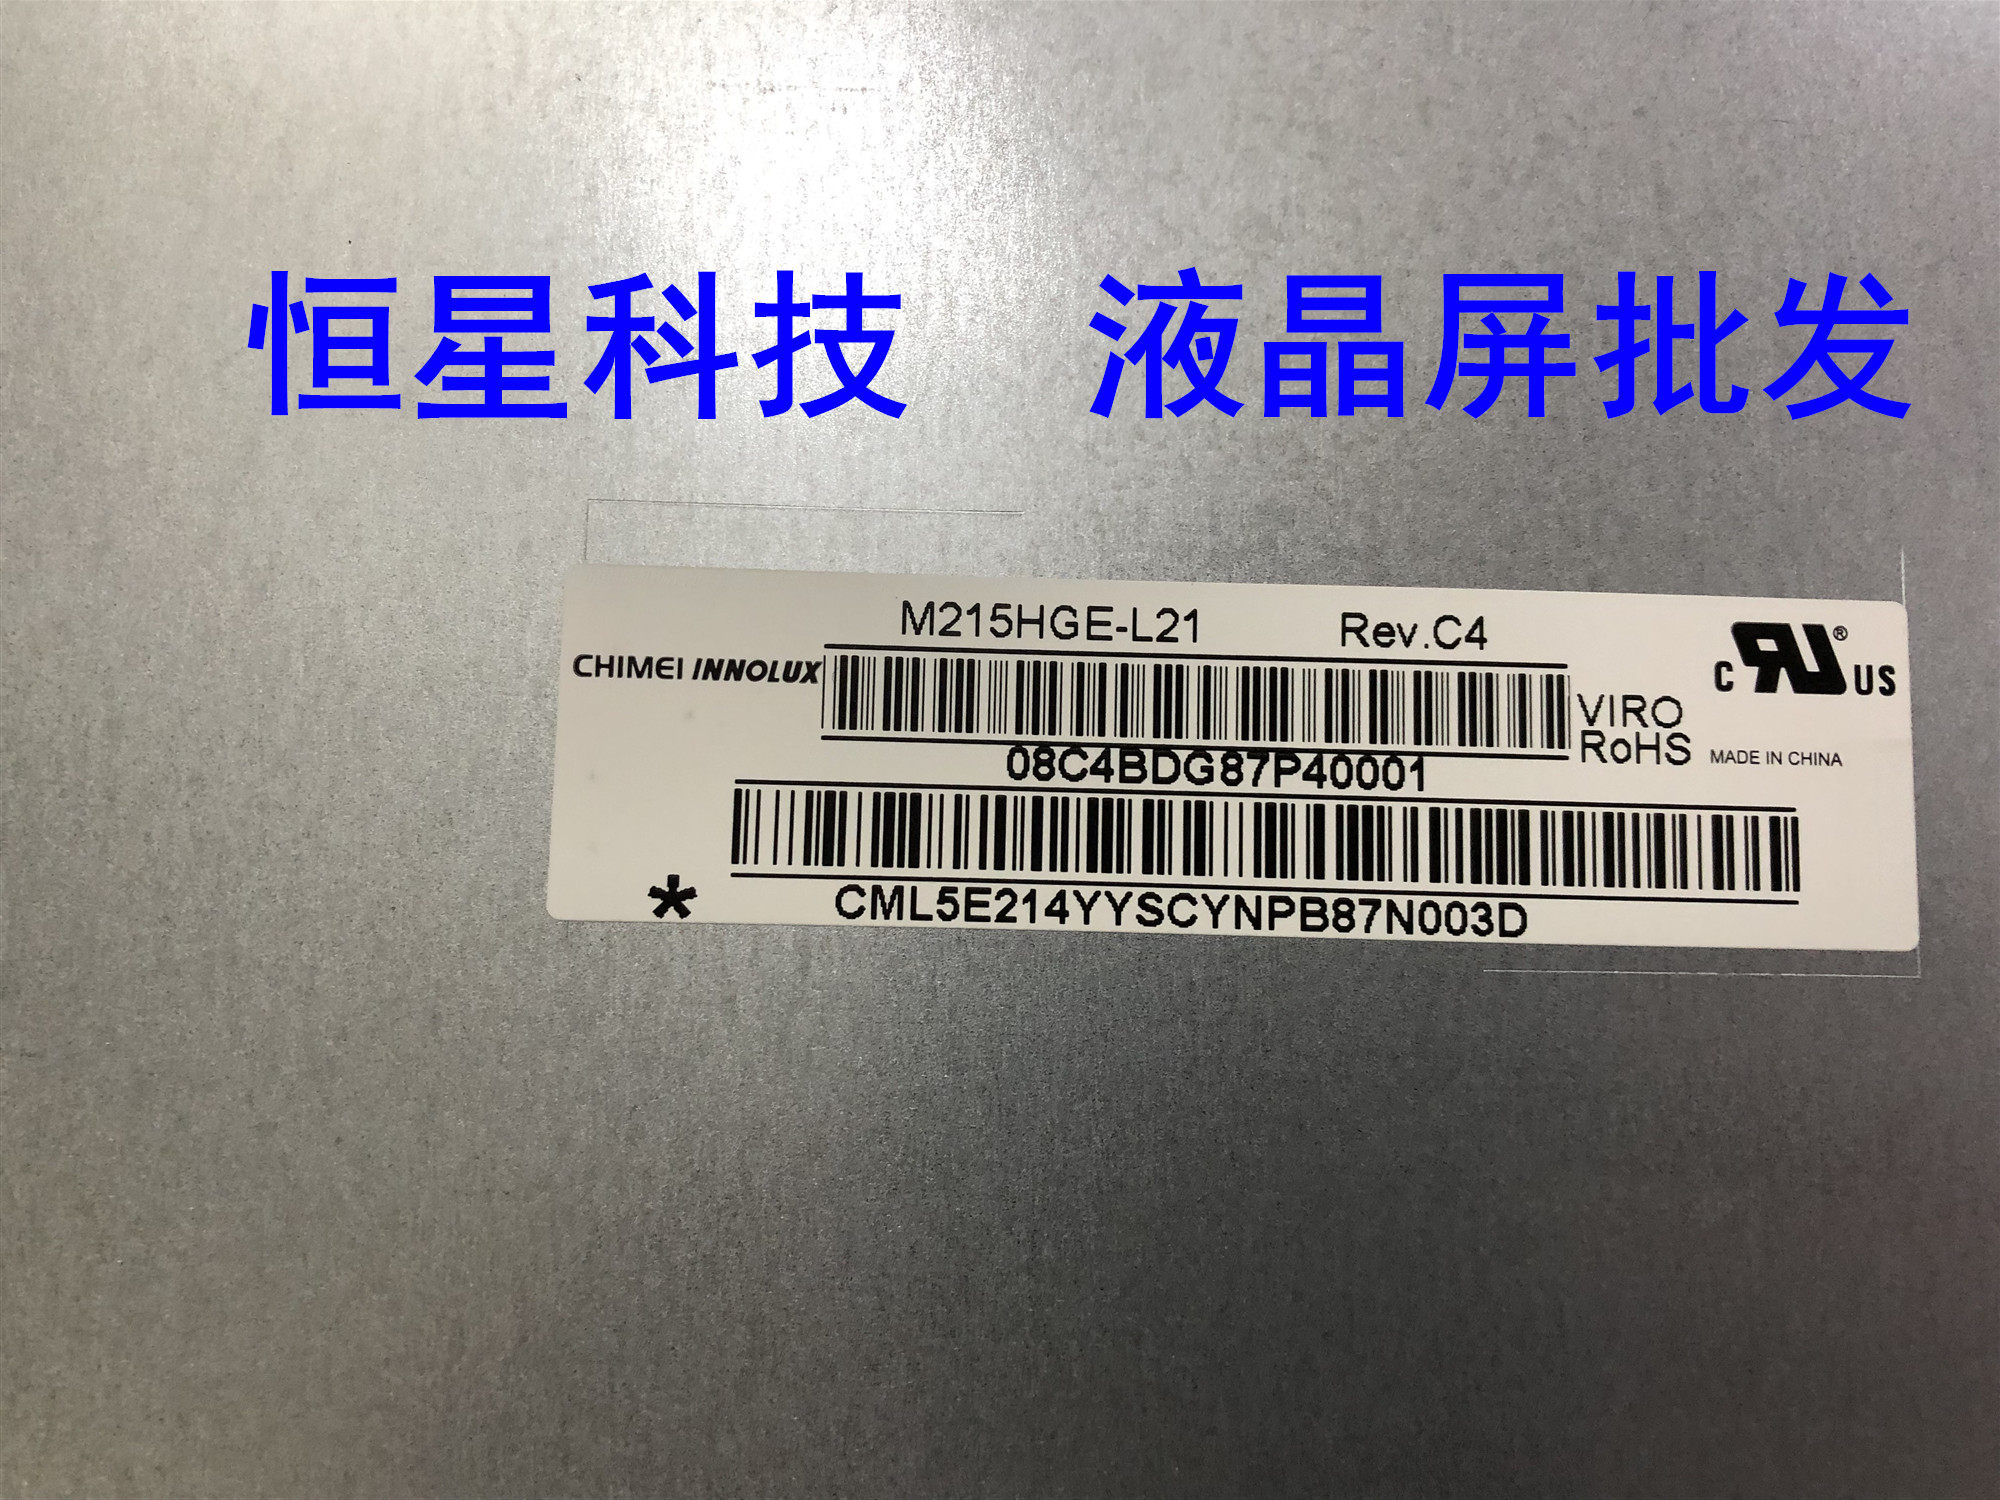 恒星科技 液晶屏批发
M215HGE-L21 Rev.C4
CHIMEI INNOLUX
C UR ® US
VIRO
RoHS MADE IN CHINA
08C4BDG87P40001
* CML5E214YYSCYNPB87N003D